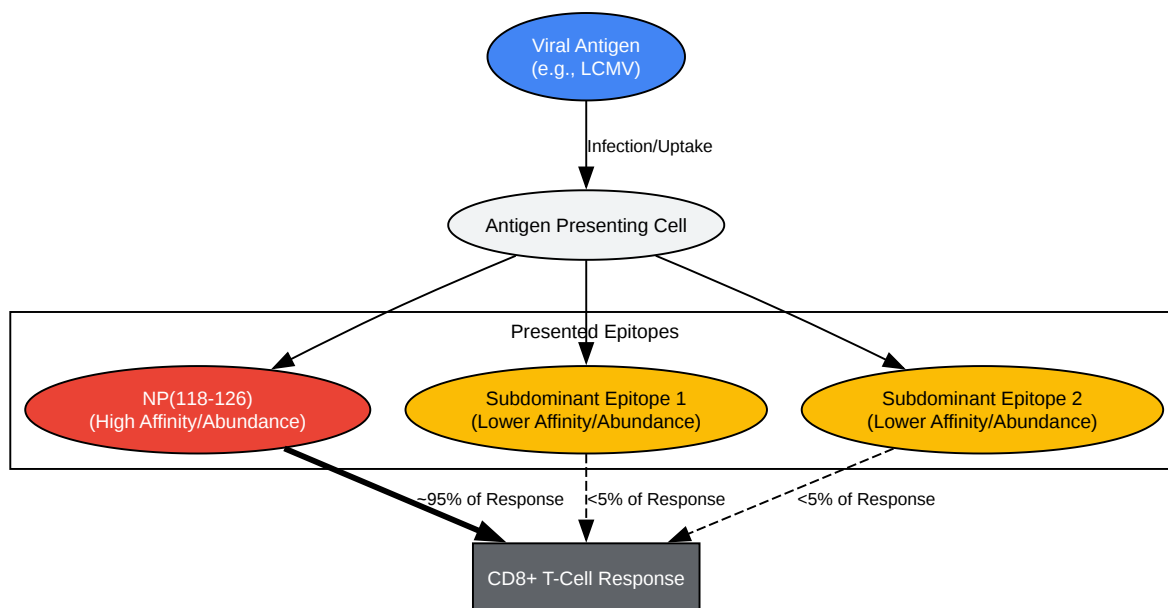 Viral Antigen
(e.g., LCMV)
Infection/Uptake
Antigen Presenting Cell
Presented Epitopes
NP(118-126)
(High Affinity/Abundance)
Subdominant Epitope 1
(Lower Affinity/Abundance)
Subdominant Epitope 2
(Lower Affinity/Abundance)
~95% of Response
<5% of Response
<5% of Response
CD8+ T-Cell Response